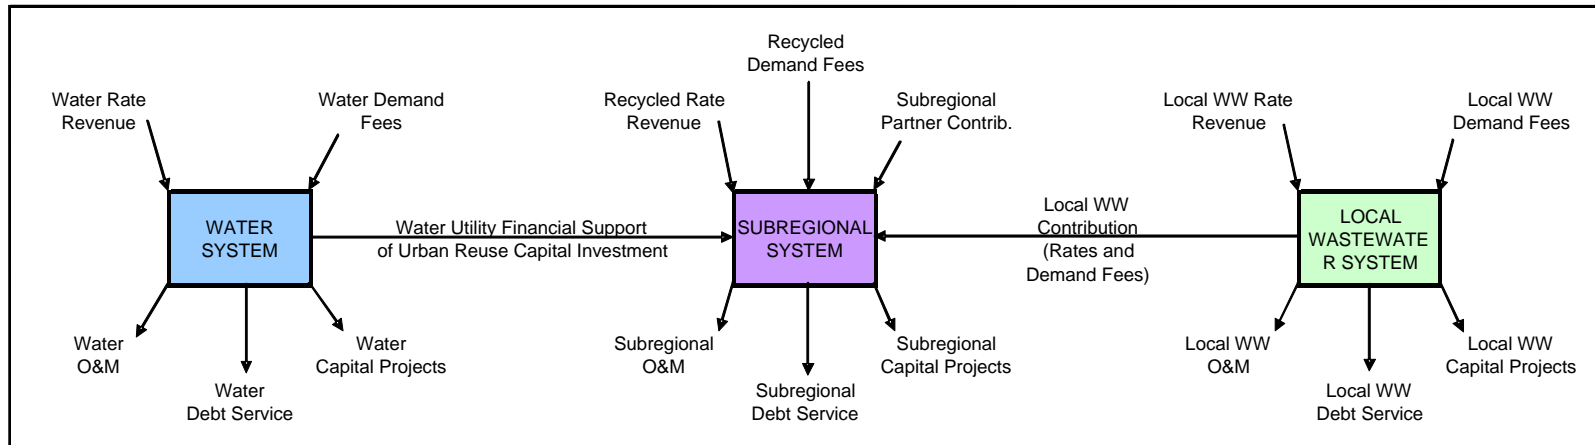 Recycled
Demand Fees
Water Rate
Revenue
Water Demand
Fees
Recycled Rate
Revenue
Subregional
Partner Contrib.
Local WW Rate
Revenue
Local WW
Demand Fees
WATER
SYSTEM
Water Utility Financial Support
of Urban Reuse Capital Investment
SUBREGIONAL
SYSTEM
Local WW
Contribution
(Rates and
Demand Fees)
LOCAL
WASTEWATE
R SYSTEM
Water
O&M
Water
Debt Service
Water
Capital Projects
Subregional
O&M
Subregional
Debt Service
Subregional
Capital Projects
Local WW
O&M
Local WW
Debt Service
Local WW
Capital Projects